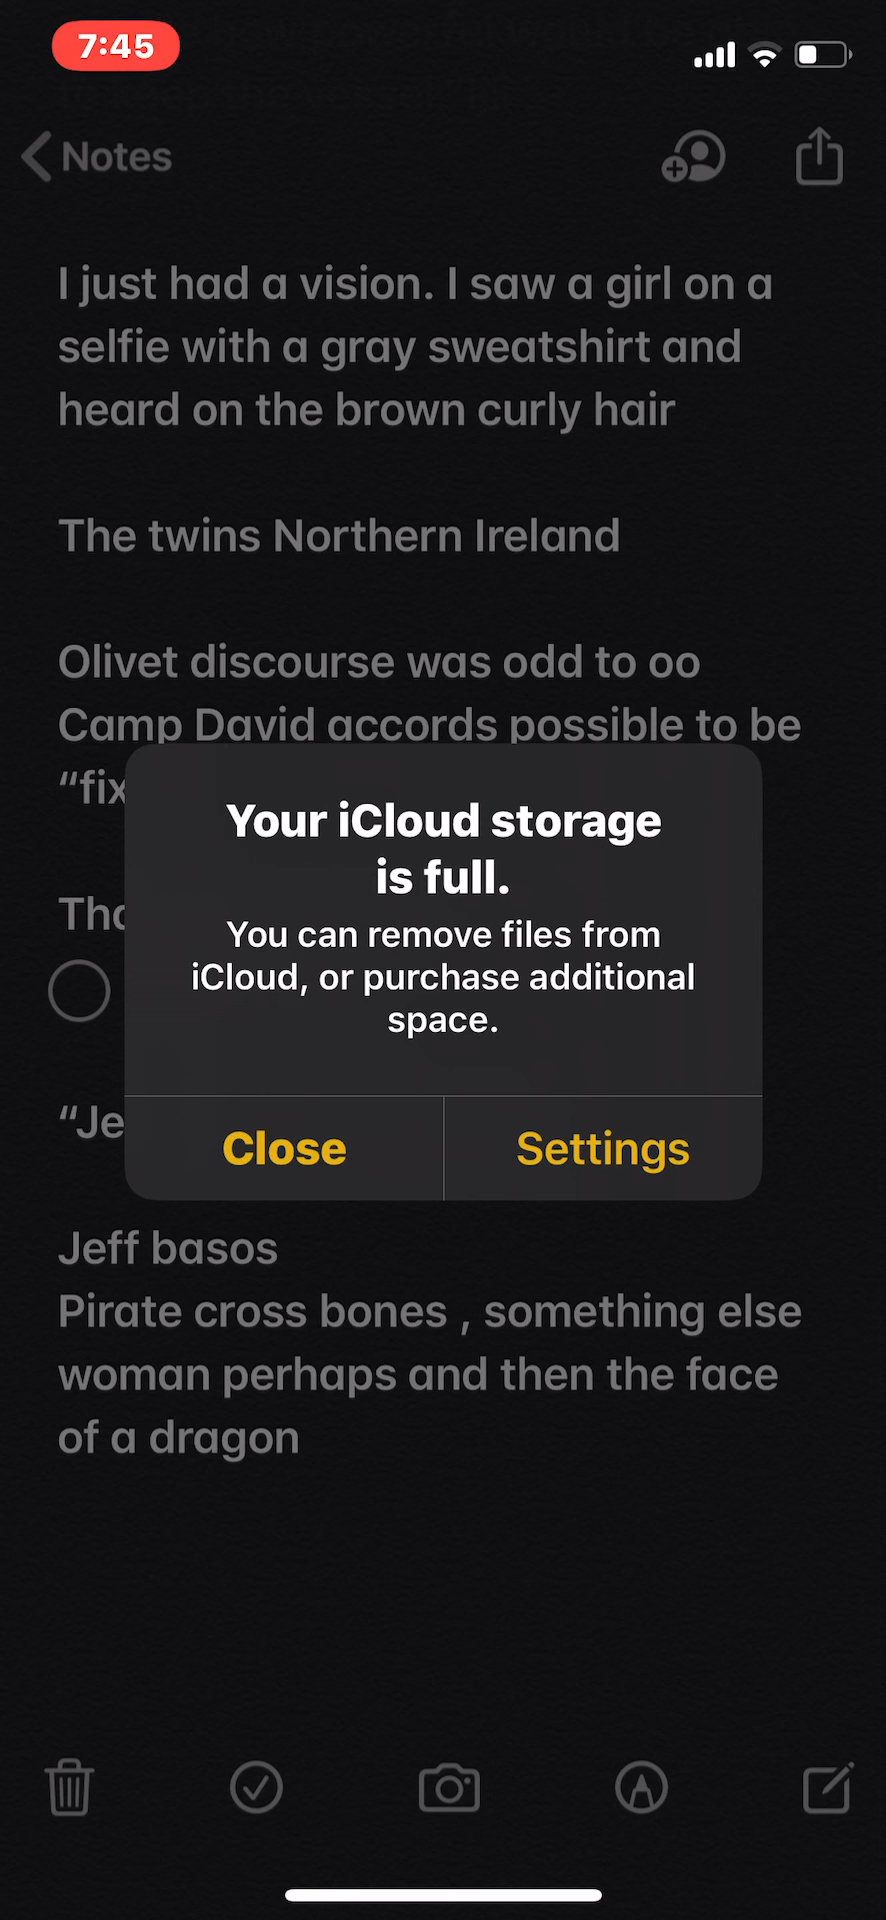 7:45
Notes
I just had a vision. I saw a girl on a
selfie with a gray sweatshirt and
heard on the brown curly hair
The twins Northern Ireland
Olivet discourse was odd to oo
Camp David accords possible to be
“fix
Your iCloud storage
is full.
You can remove files from
iCloud, or purchase additional
space.
“Je
Close
Settings
Jeff basos
Pirate cross bones , something else
woman perhaps and then the face
of a dragon